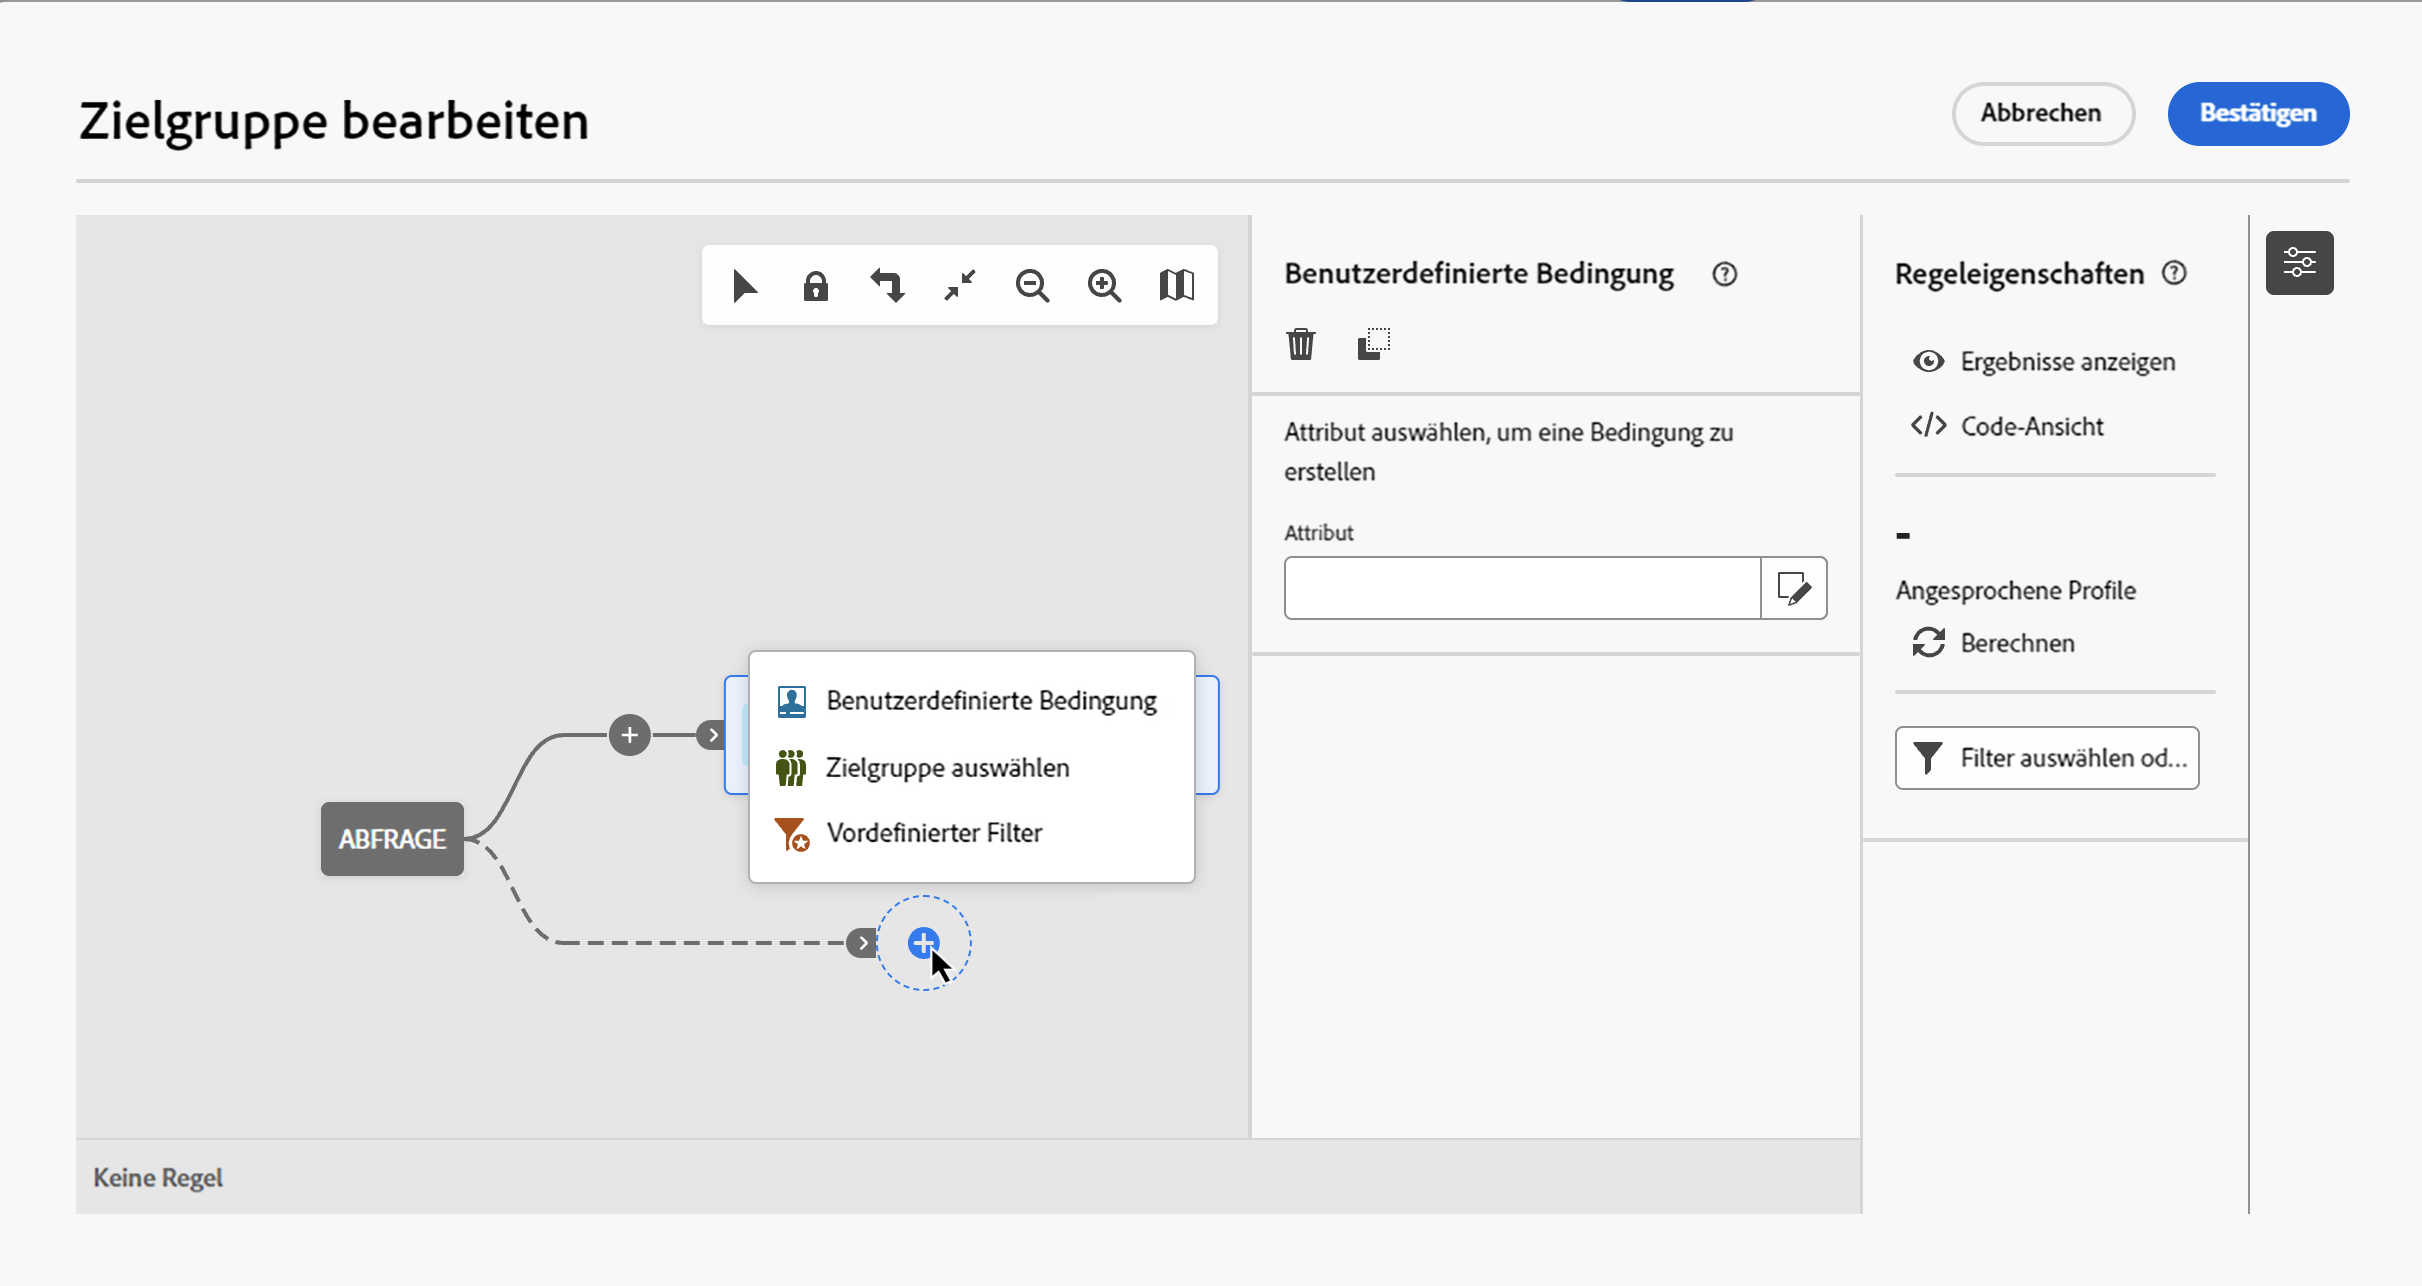 Zielgruppe bearbeiten
Abbrechen
Bestätigen
Benutzerdefinierte Bedingung
Attribut auswählen, um eine Bedingung zu
erstellen
Attribut
Regeleigenschaften
Ergebnisse anzeigen
Code-Ansicht
-
Angesprochene Profile
Berechnen
Filter auswählen od...
Benutzerdefinierte Bedingung
Zielgruppe auswählen
Vordefinierter Filter
ABFRAGE
Keine Regel